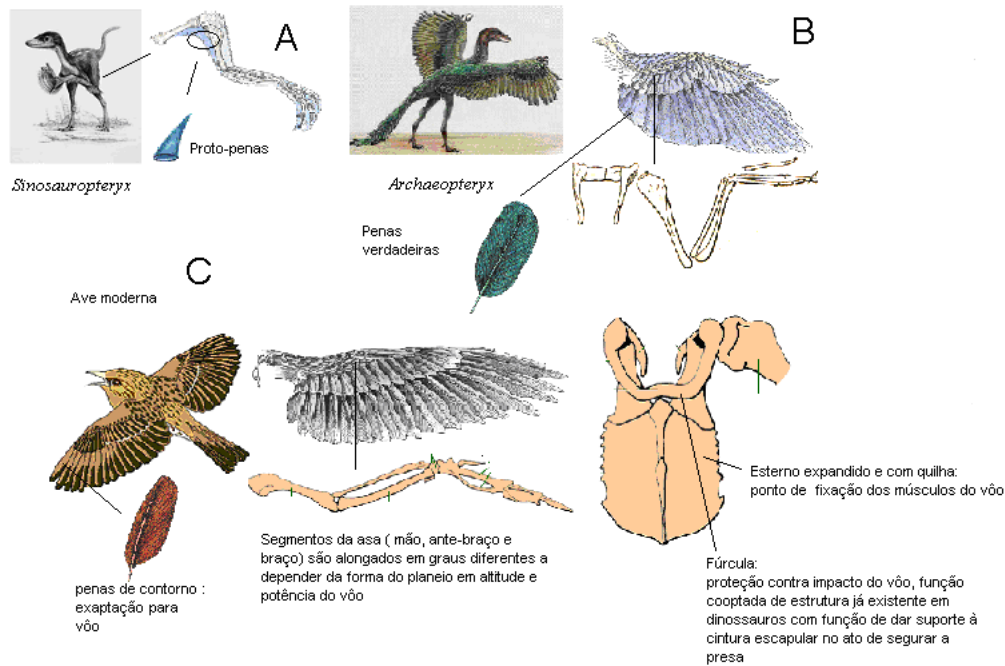 A
Proto-penas
Sinosauropteryx
B
Archaeopteryx
Penas
verdadeiras
C
Ave moderna
penas de contorno :
exaptação para
vôo
Segmentos da asa ( mão, ante-braço e
braço) são alongados em graus diferentes a
depender da forma do planeio em altitude e
potência do vôo
Esterno expandido e com quilha:
ponto de fixação dos músculos do vôo
Fúrcula:
proteção contra impacto do vôo, função
cooptada de estrutura já existente em
dinossauros com função de dar suporte à
cintura escapular no ato de segurar a
presa